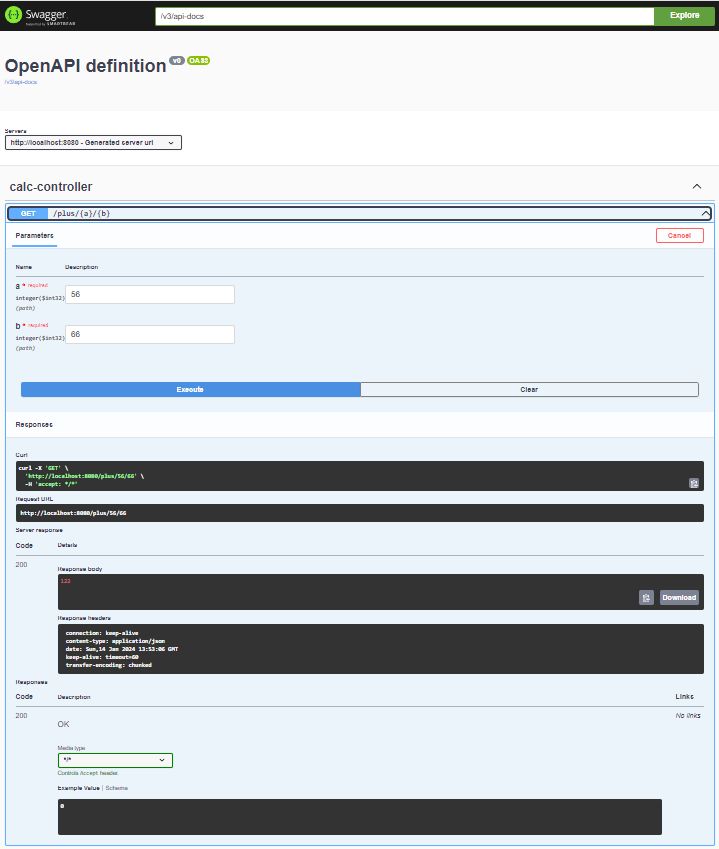 Swagger
Supported by SMARTBEAR
/v3/api-docs
Explore
OpenAPI definition v0 OAS3
/v3/api-docs
Servers
http://localhost:8080 - Generated server url
calc-controller
GET /plus/{a}/{b}
Parameters
Cancel
Name Description
a * required
integer($int32)
(path)
56
b * required
integer($int32)
(path)
66
Execute
Clear
Responses
Curl
curl -X 'GET' \
'http://localhost:8080/plus/56/66' \
-H 'accept: */*'
Request URL
http://localhost:8080/plus/56/66
Server response
Code Details
200
Response body
122
Download
Response headers
connection: keep-alive
content-type: application/json
date: Sun,14 Jan 2024 13:53:06 GMT
keep-alive: timeout=60
transfer-encoding: chunked
Responses
Code Description Links
200
OK
No links
Media type
*/*
Controls Accept header.
Example Value | Schema
0